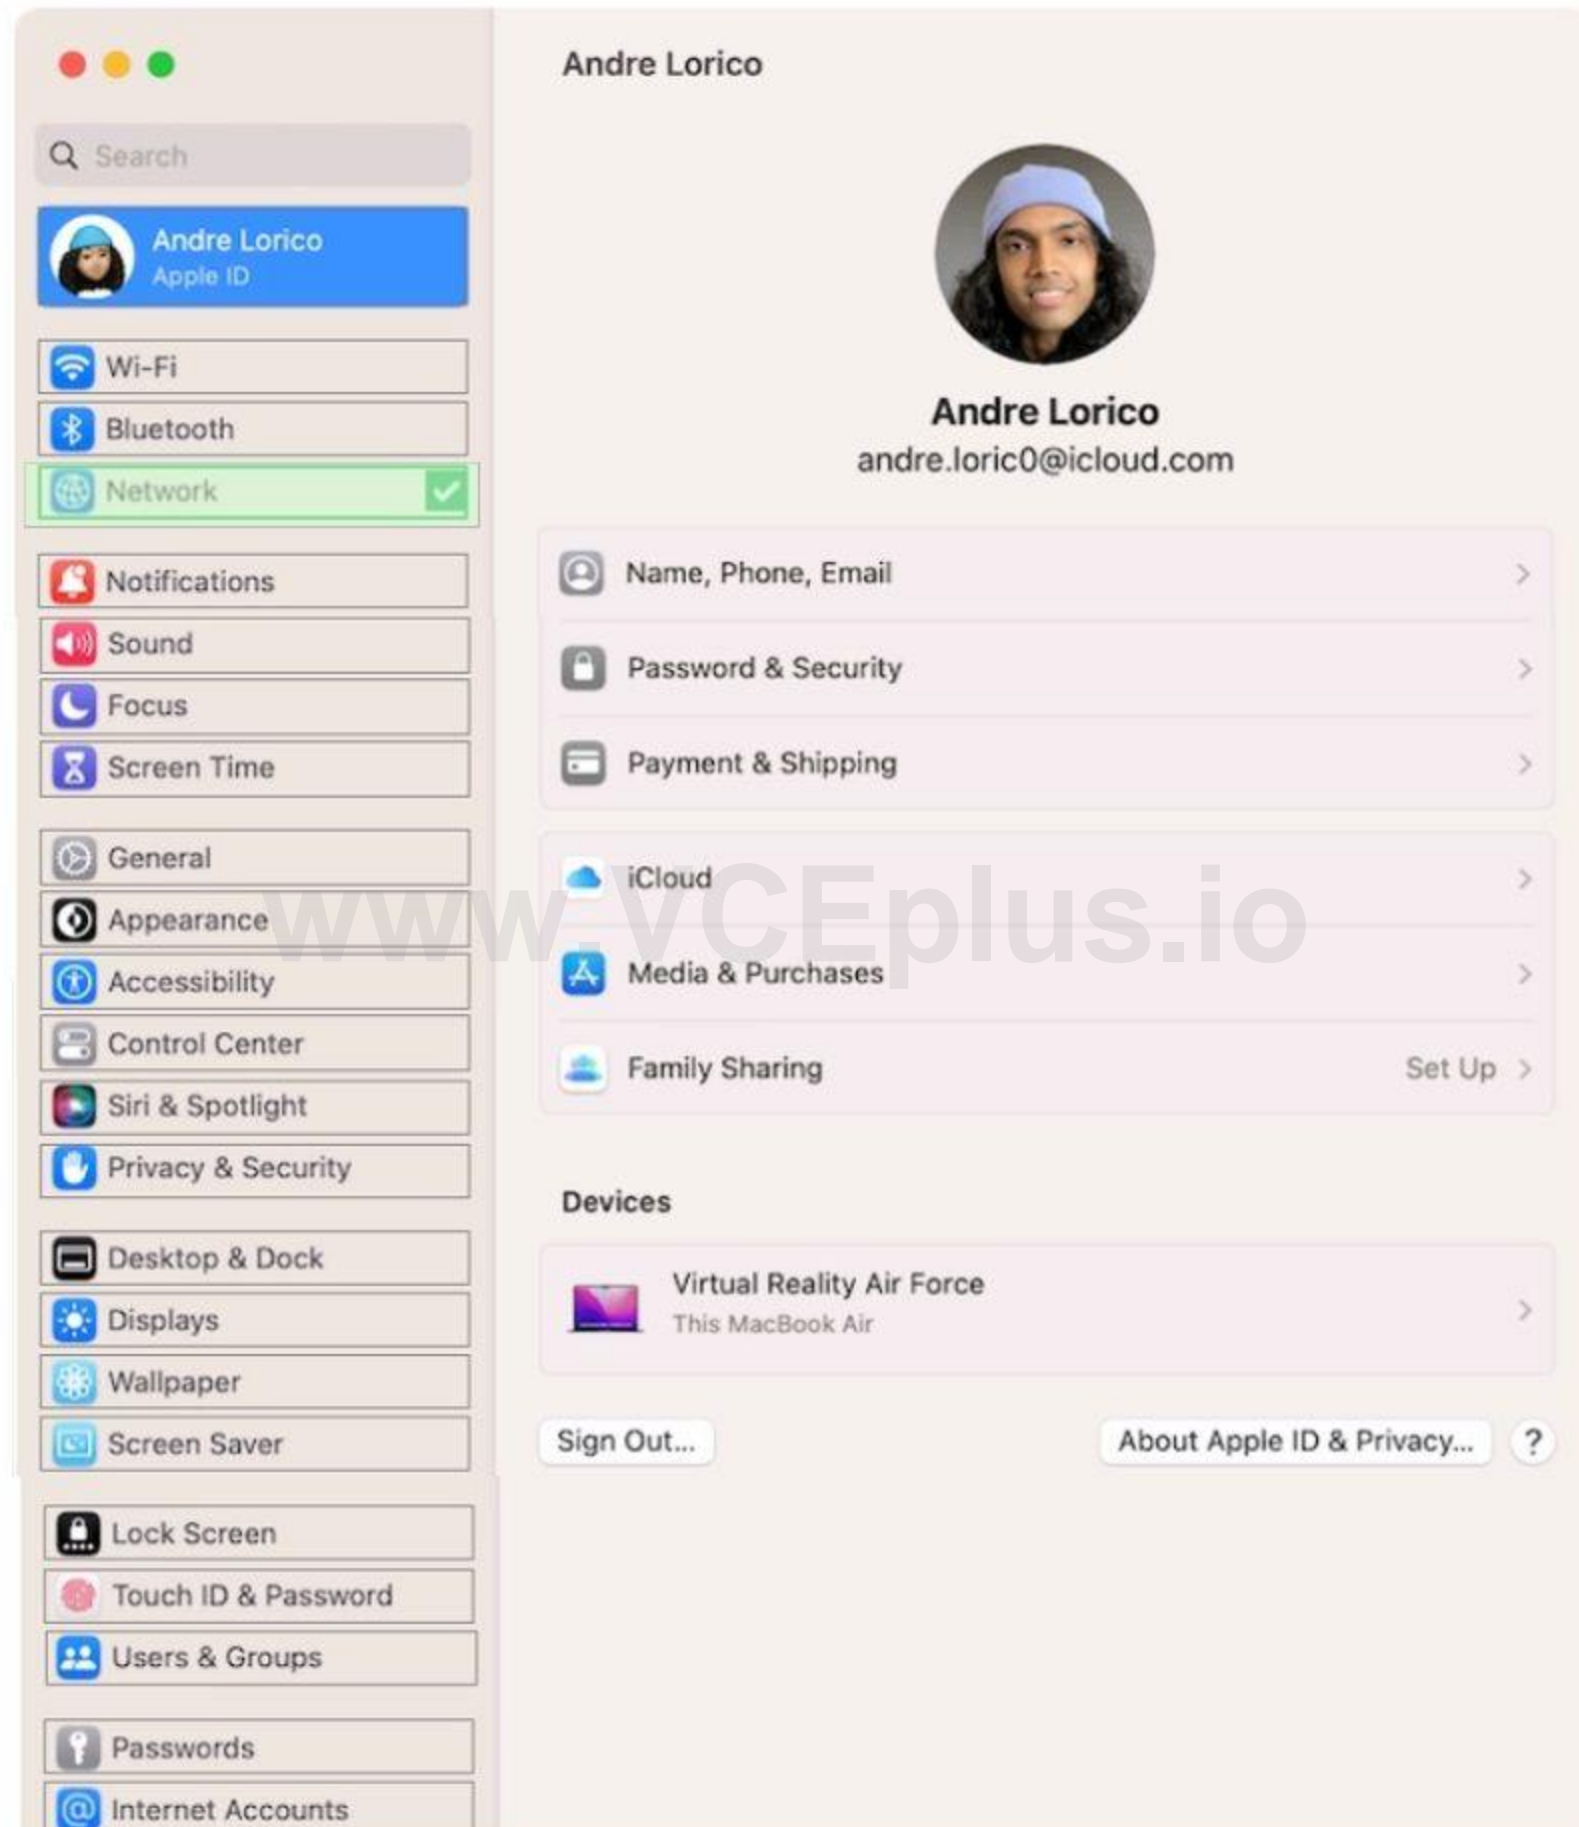 Andre Lorico
Search
Andre Lorico
Apple ID
Wi-Fi
Bluetooth
Network
Notifications
Sound
Focus
Screen Time
General
Appearance
Accessibility
Control Center
Siri & Spotlight
Privacy & Security
Desktop & Dock
Displays
Wallpaper
Screen Saver
Lock Screen
Touch ID & Password
Users & Groups
Passwords
Internet Accounts
Andre Lorico
andre.loric0@icloud.com
Name, Phone, Email
Password & Security
Payment & Shipping
iCloud
Media & Purchases
Family Sharing Set Up
Devices
Virtual Reality Air Force
This MacBook Air
Sign Out... About Apple ID & Privacy... ?
www.VCEplus.io